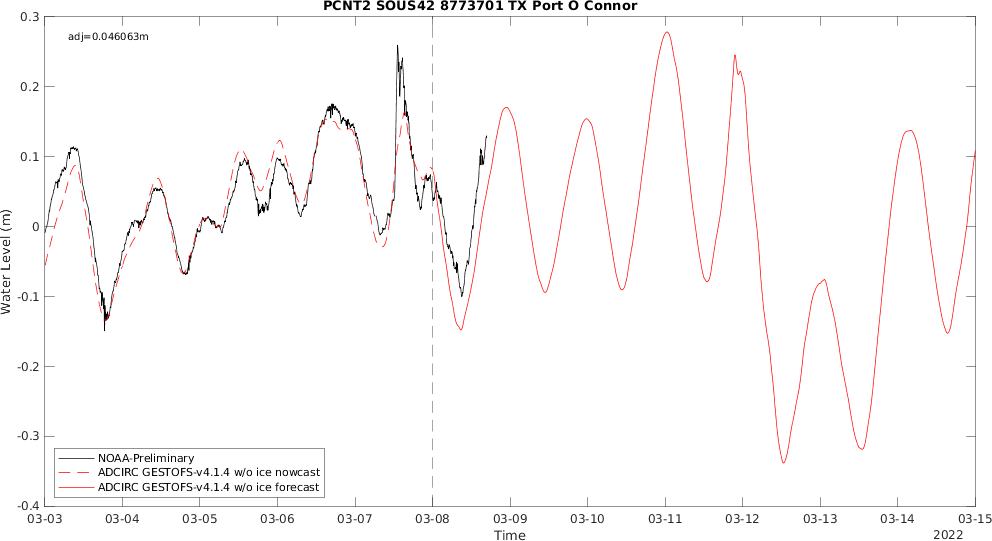 PCNT2 SOUS42 8773701 TX Port O Connor
adj=0.046063m
0.3
0.2
0.1
0
-0.1
-0.2
-0.3
-0.4
Water Level (m)
NOAA-Preliminary
ADCIRC GESTOFS-v4.1.4 w/o ice nowcast
ADCIRC GESTOFS-v4.1.4 w/o ice forecast
03-03 03-04 03-05 03-06 03-07 03-08 03-09 03-10 03-11 03-12 03-13 03-14 03-15
Time
2022